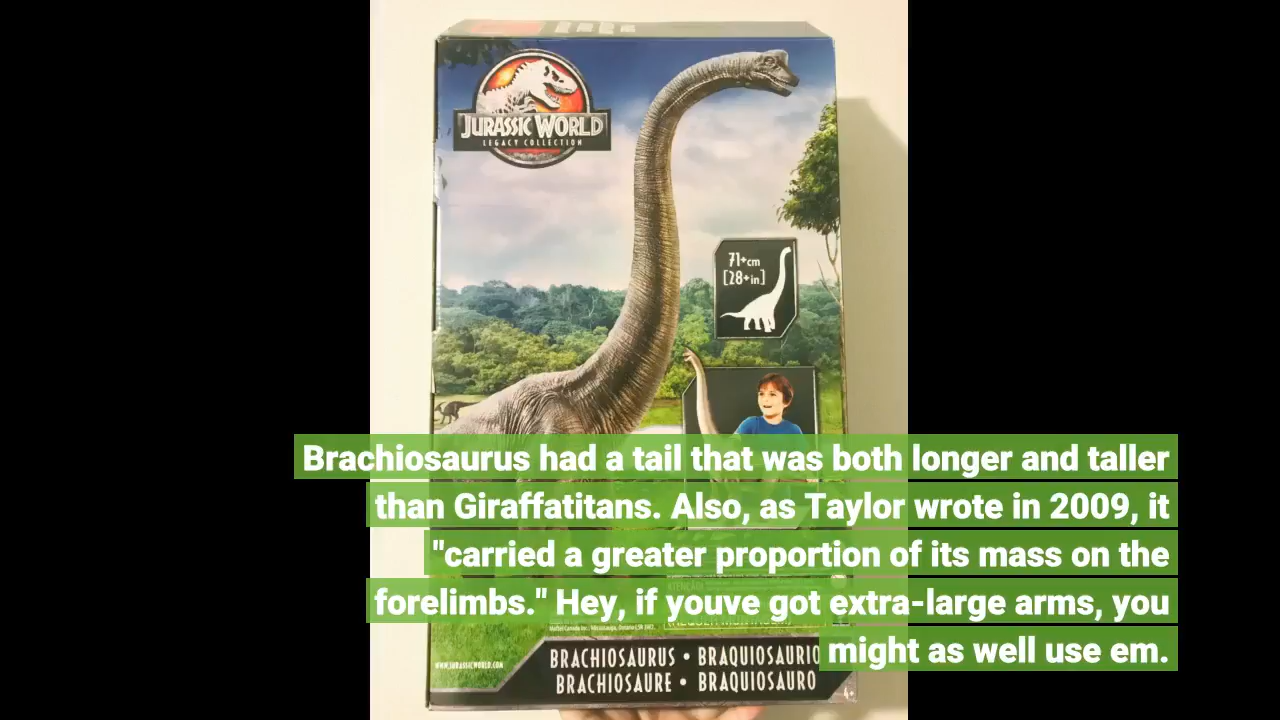 JURASSIC WORLD
LEGACY COLLECTION
71+cm
[28+in]
Brachiosaurus had a tail that was both longer and taller
than Giraffatitans. Also, as Taylor wrote in 2009, it
"carried a greater proportion of its mass on the
forelimbs." Hey, if youve got extra-large arms, you
might as well use em.
WWW.JURASSICWORLD.COM
BRACHIOSAURUS • BRAQUIOSAURIO
BRACHIOSAURE • BRAQUIOSAURO
4+